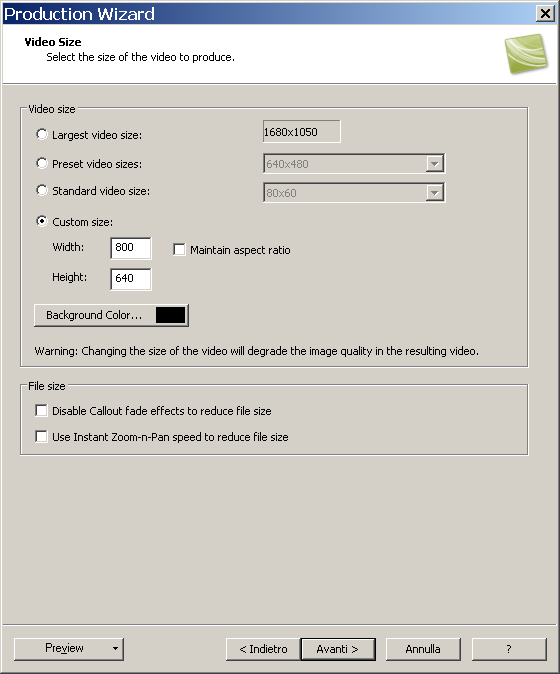 Production Wizard
Video Size
Select the size of the video to produce.
Video size
Largest video size: 1680x1050
Preset video sizes: 640x480
Standard video size: 80x60
Custom size:
Width: 800 Maintain aspect ratio
Height: 640
Background Color...
Warning: Changing the size of the video will degrade the image quality in the resulting video.
File size
Disable Callout fade effects to reduce file size
Use Instant Zoom-n-Pan speed to reduce file size
Preview < Indietro Avanti > Annulla ?